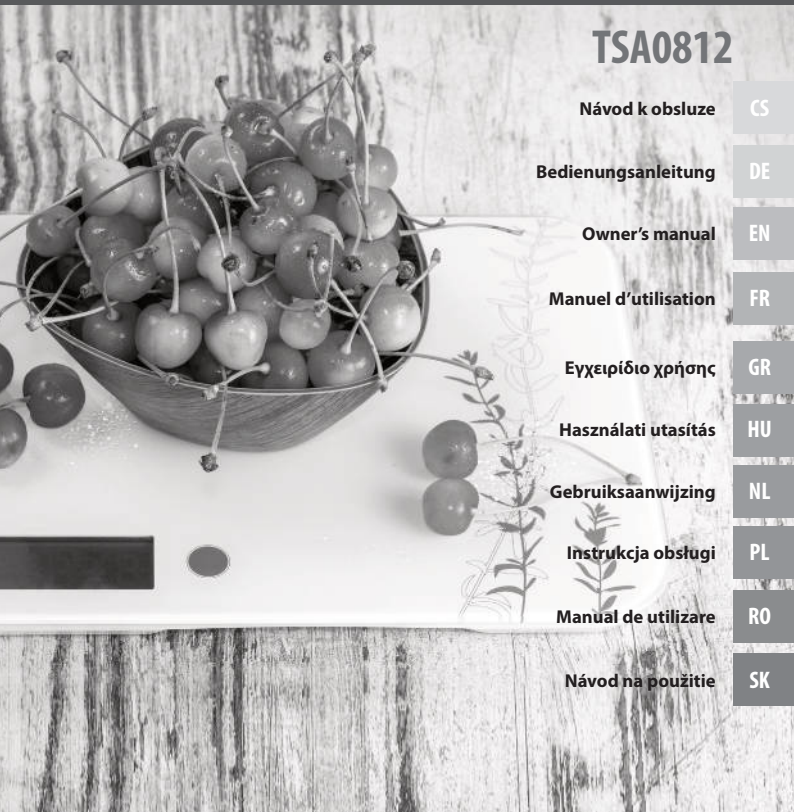 TSA0812
Návod k obsluze CS
Bedienungsanleitung DE
Owner’s manual EN
Manuel d’utilisation FR
Εγχειρίδιο χρήσης GR
Használati utasítás HU
Gebruiksaanwijzing NL
Instrukcja obsługi PL
Manual de utilizare RO
Návod na použitie SK